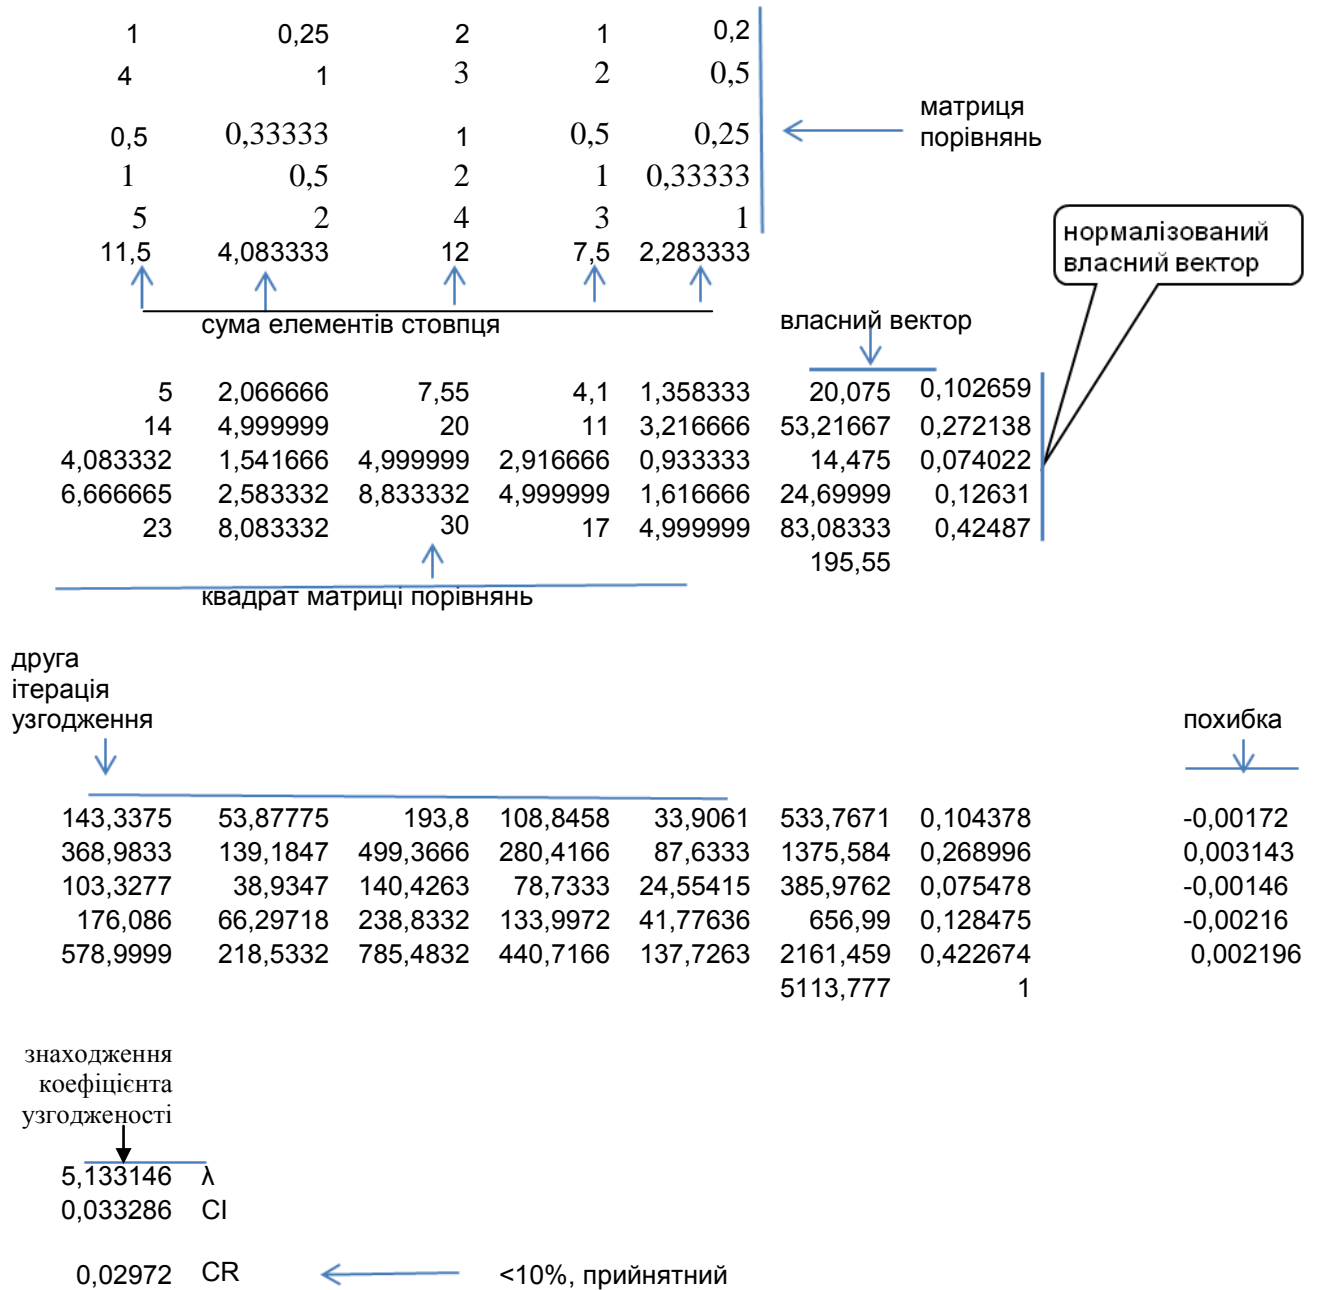 1 0,25 2 1 0,2
4 1 3 2 0,5
матриця
порівнянь
0,5 0,33333 1 0,5 0,25
1 0,5 2 1 0,33333
5 2 4 3 1
11,5 4,083333 12 7,5 2,283333
нормалізований
власний вектор
сума елементів стовпця
власний вектор
5 2,066666 7,55 4,1 1,358333 20,075 0,102659
14 4,999999 20 11 3,216666 53,21667 0,272138
4,083332 1,541666 4,999999 2,916666 0,933333 14,475 0,074022
6,666665 2,583332 8,833332 4,999999 1,616666 24,69999 0,12631
23 8,083332 30 17 4,999999 83,08333 0,42487
195,55
квадрат матриці порівнянь
друга
ітерація
узгодження
похибка
143,3375 53,87775 193,8 108,8458 33,9061 533,7671 0,104378 -0,00172
368,9833 139,1847 499,3666 280,4166 87,6333 1375,584 0,268996 0,003143
103,3277 38,9347 140,4263 78,7333 24,55415 385,9762 0,075478 -0,00146
176,086 66,29718 238,8332 133,9972 41,77636 656,99 0,128475 -0,00216
578,9999 218,5332 785,4832 440,7166 137,7263 2161,459 0,422674 0,002196
5113,777 1
знаходження
коефіцієнта
узгодженості
5,133146 λ
0,033286 CI
0,02972 CR <10%, прийнятний